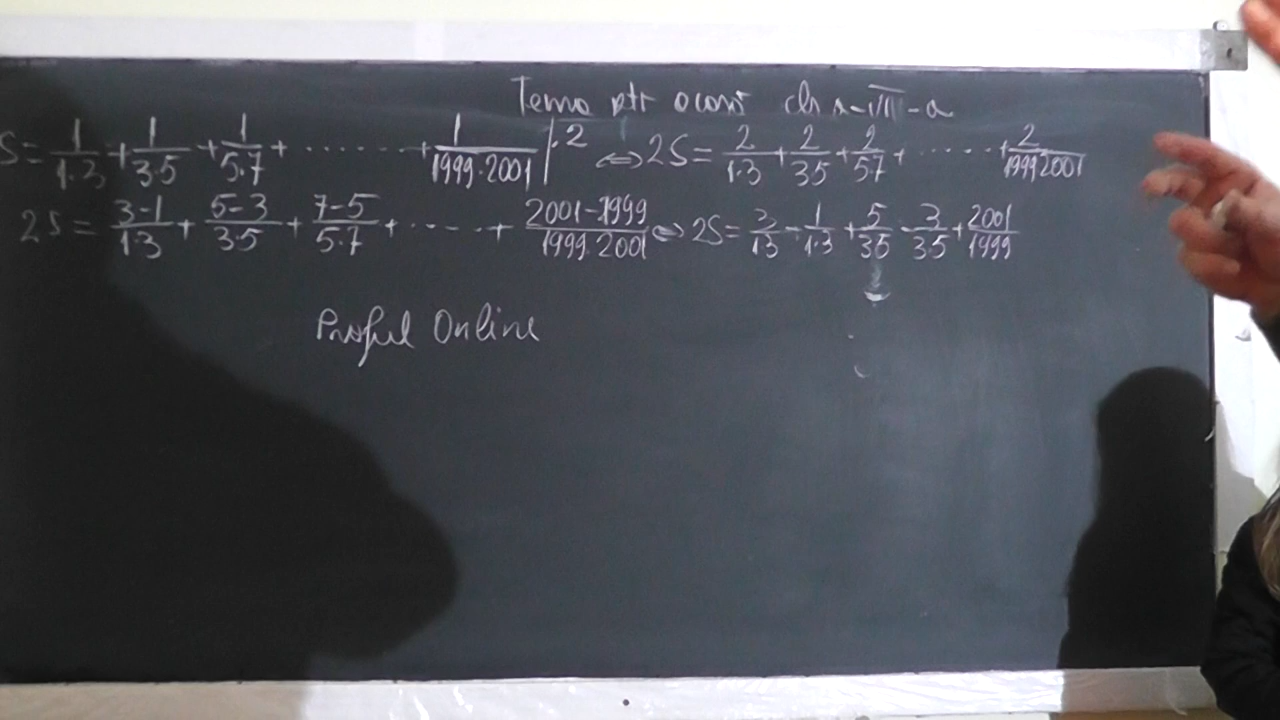 Tema ptr acasă cls a-VII-a
S = 1/1·3 + 1/3·5 + 1/5·7 + ········ + 1/1999·2001 |·2 ⇔ 2S = 2/1·3 + 2/3·5 + 2/5·7 + ······ + 2/1999·2001
2S = 3-1/1·3 + 5-3/3·5 + 7-5/5·7 + ····· + 2001-1999/1999·2001 ⇔ 2S = 3/1·3 - 1/1·3 + 5/3·5 - 3/3·5 + 2001/1999
Proful Online